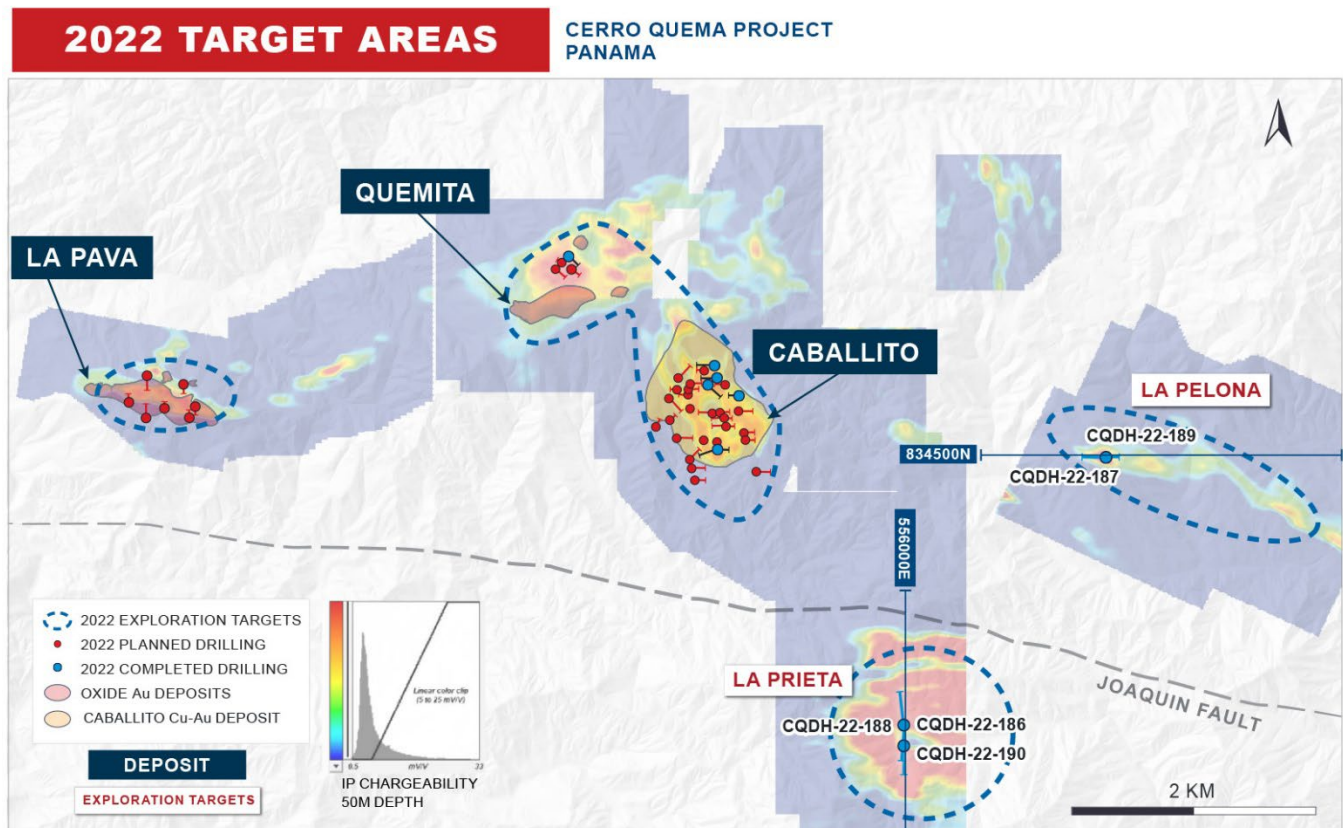 2022 TARGET AREAS
CERRO QUEMA PROJECT
PANAMA
QUEMITA
LA PAVA
CABALLITO
LA PELONA
CQDH-22-189
834500N
CQDH-22-187
556000E
2022 EXPLORATION TARGETS
2022 PLANNED DRILLING
2022 COMPLETED DRILLING
OXIDE Au DEPOSITS
CABALLITO Cu-Au DEPOSIT
DEPOSIT
EXPLORATION TARGETS
Linear color clip
(5 to 25 mV/V)
mV/V
IP CHARGEABILITY
50M DEPTH
LA PRIETA
CQDH-22-188
CQDH-22-186
CQDH-22-190
JOAQUIN FAULT
2 KM